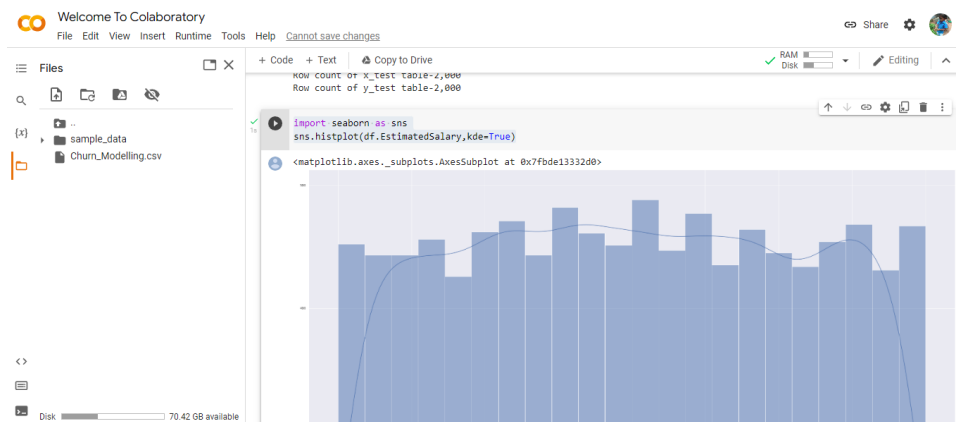 Welcome To Colaboratory
File Edit View Insert Runtime Tools Help Cannot save changes
Share
Files
+ Code + Text Copy to Drive
RAM
Disk
Editing
Row count of x_test table-2,000
Row count of y_test table-2,000
..
sample_data
Churn_Modelling.csv
{x}
1s
import seaborn as sns
sns.histplot(df.EstimatedSalary,kde=True)
<matplotlib.axes._subplots.AxesSubplot at 0x7fbde13332d0>
Disk 70.42 GB available